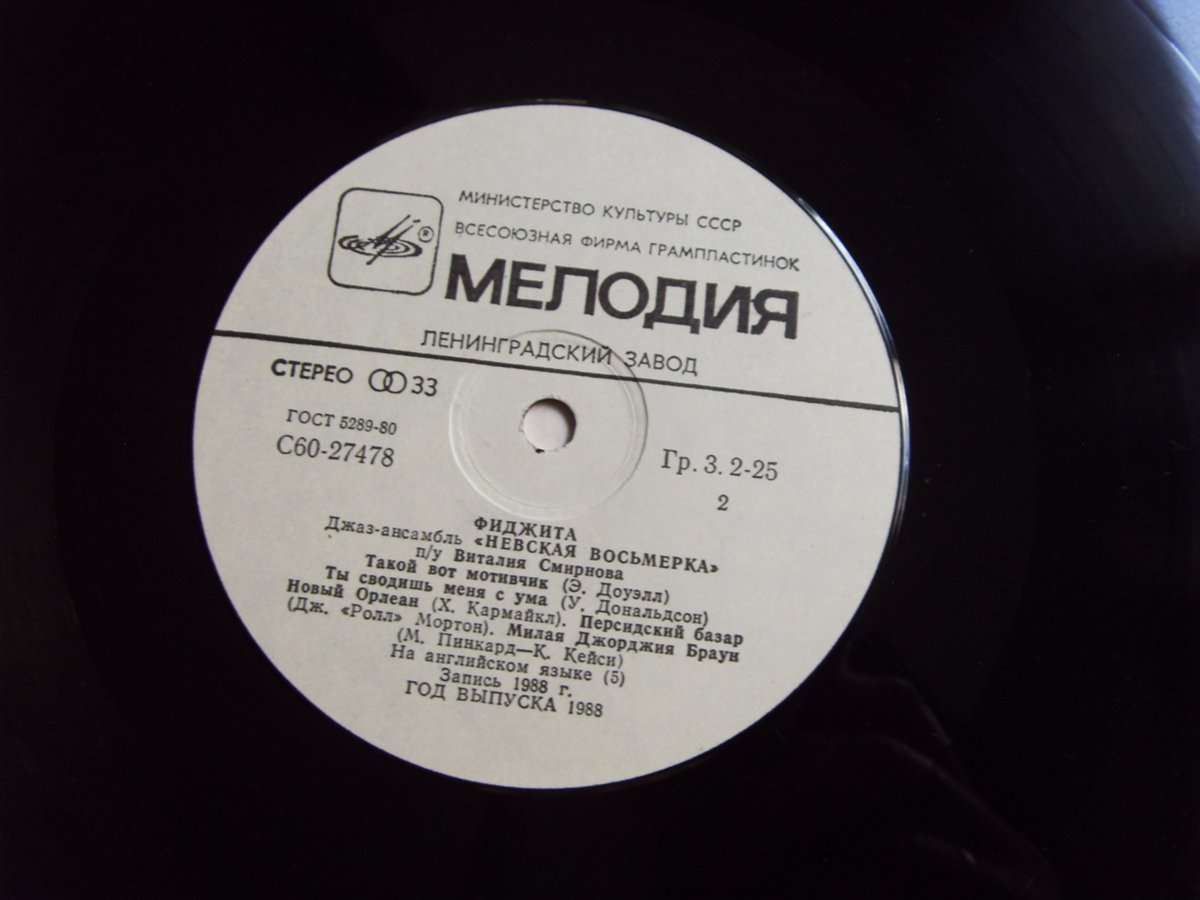 МИНИСТЕРСТВО КУЛЬТУРЫ СССР
ВСЕСОЮЗНАЯ ФИРМА ГРАМПЛАСТИНОК
МЕЛОДИЯ
ЛЕНИНГРАДСКИЙ ЗАВОД
СТЕРЕО 33
ГОСТ 5289-80
С60-27478
Гр. 3. 2-25
2
ФИДЖИТА
Джаз-ансамбль «НЕВСКАЯ ВОСЬМЕРКА»
п/у Виталия Смирнова
Такой вот мотивчик (Э. Доуэлл)
Ты сводишь меня с ума (У. Дональдсон)
Новый Орлеан (Х. Кармайкл). Персидский базар
(Дж. «Ролл» Мортон). Милая Джорджия Браун
(М. Пинкард—К. Кейси)
На английском языке (5)
Запись 1988 г.
ГОД ВЫПУСКА 1988